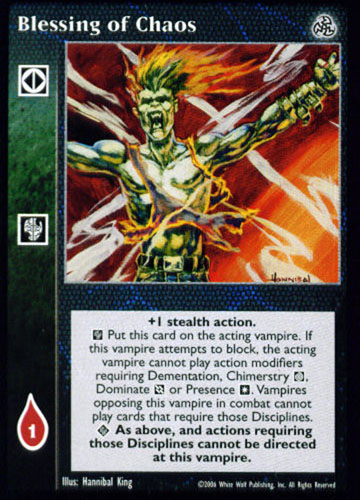 Blessing of Chaos
HANNIBAL
+1 stealth action.
Put this card on the acting vampire. If
this vampire attempts to block, the acting
vampire cannot play action modifiers
requiring Dementation, Chimerstry ,
Dominate or Presence . Vampires
opposing this vampire in combat cannot
play cards that require those Disciplines.
As above, and actions requiring
those Disciplines cannot be directed
at this vampire.
1
Illus: Hannibal King ©2006 White Wolf Publishing, Inc. All Rights Reserved.